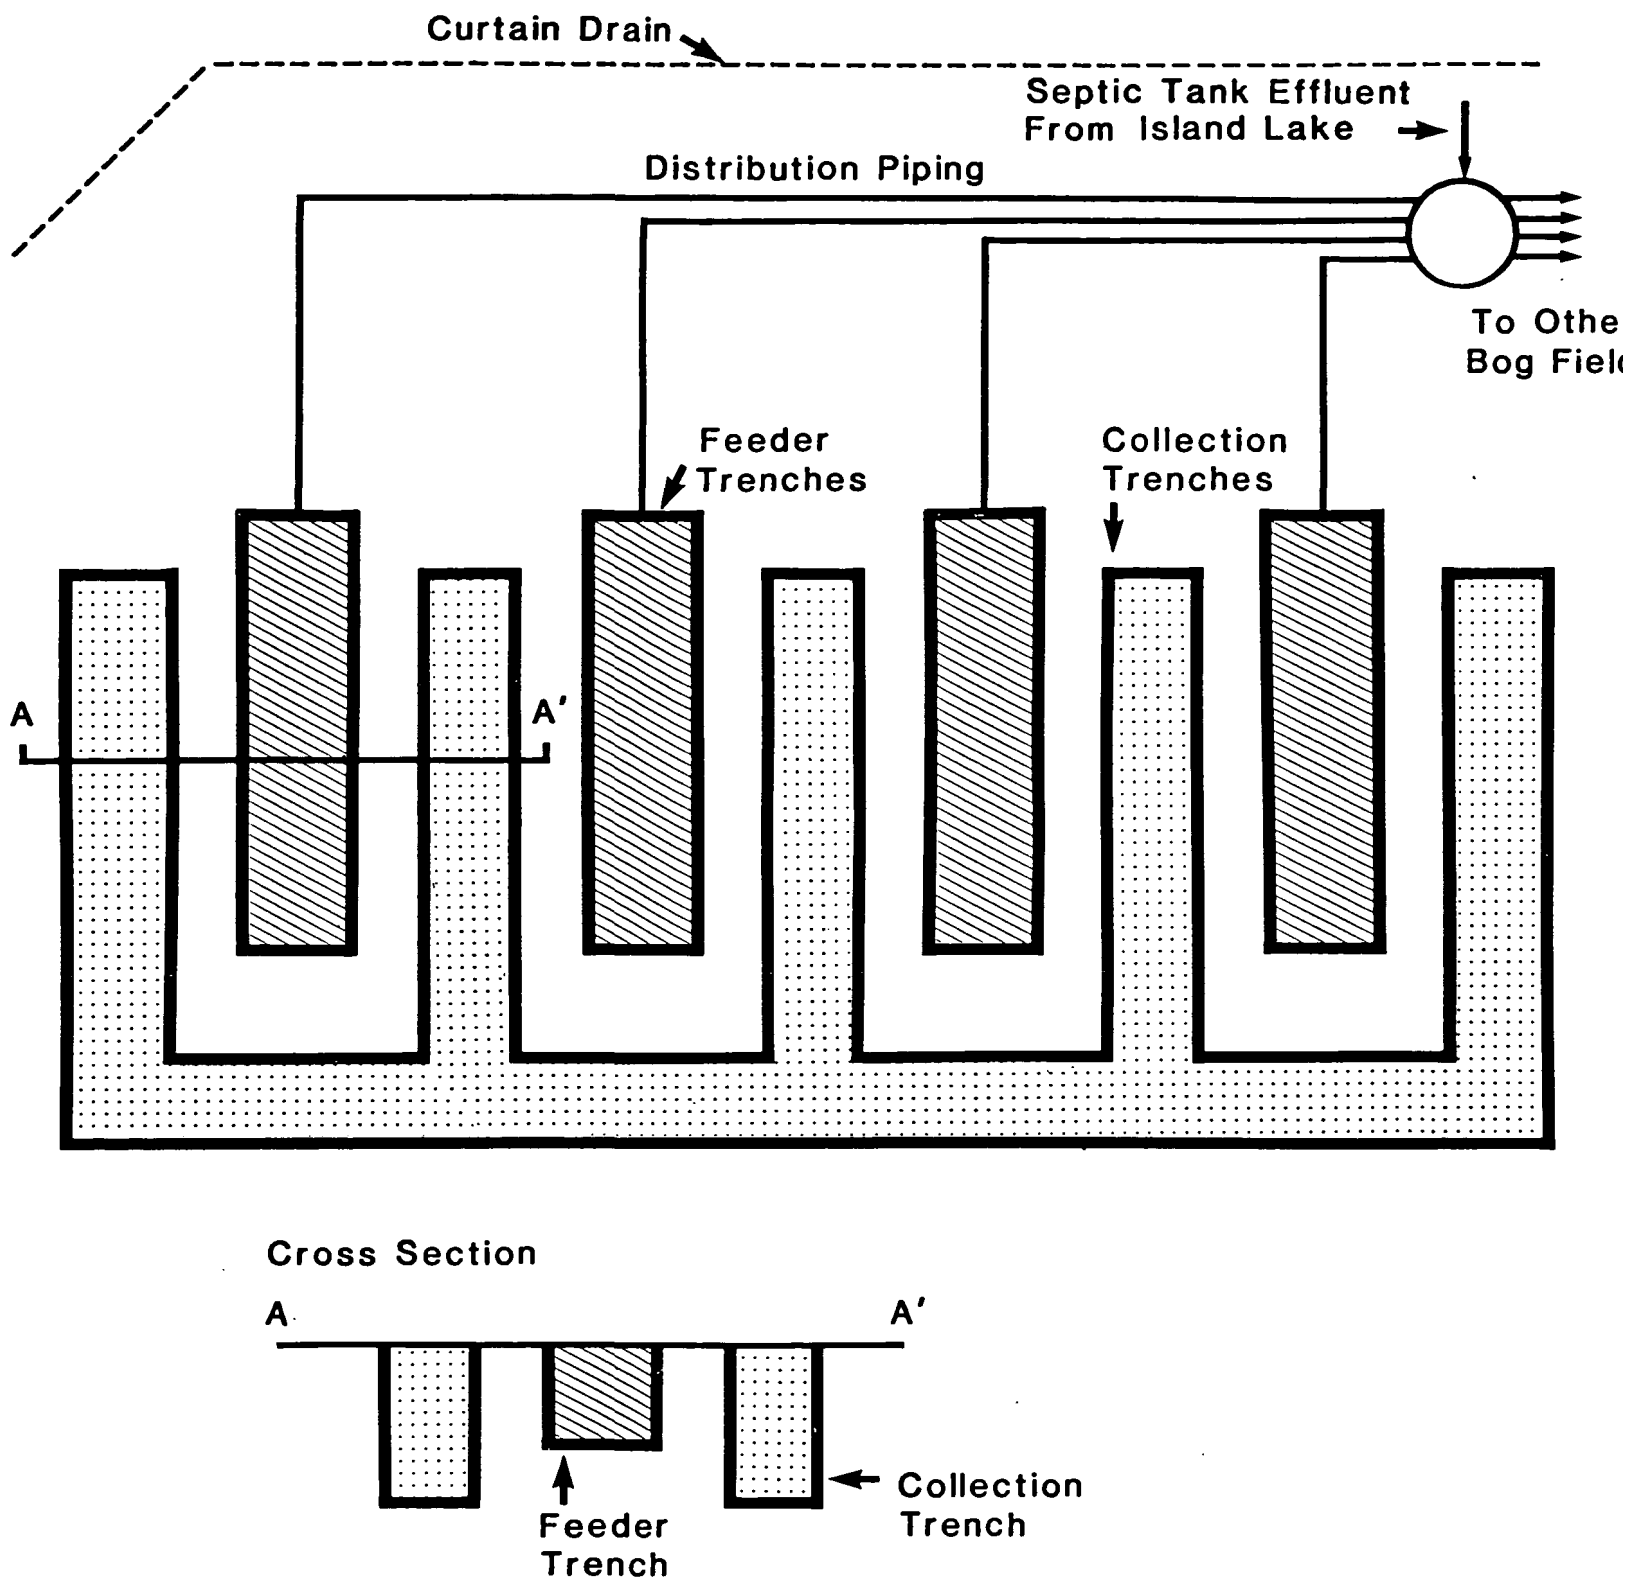 Curtain Drain
Septic Tank Effluent
From Island Lake
Distribution Piping
To Othe
Bog Fiel
Feeder
Trenches
Collection
Trenches
A
A'
Cross Section
A
A'
Collection
Trench
Feeder
Trench